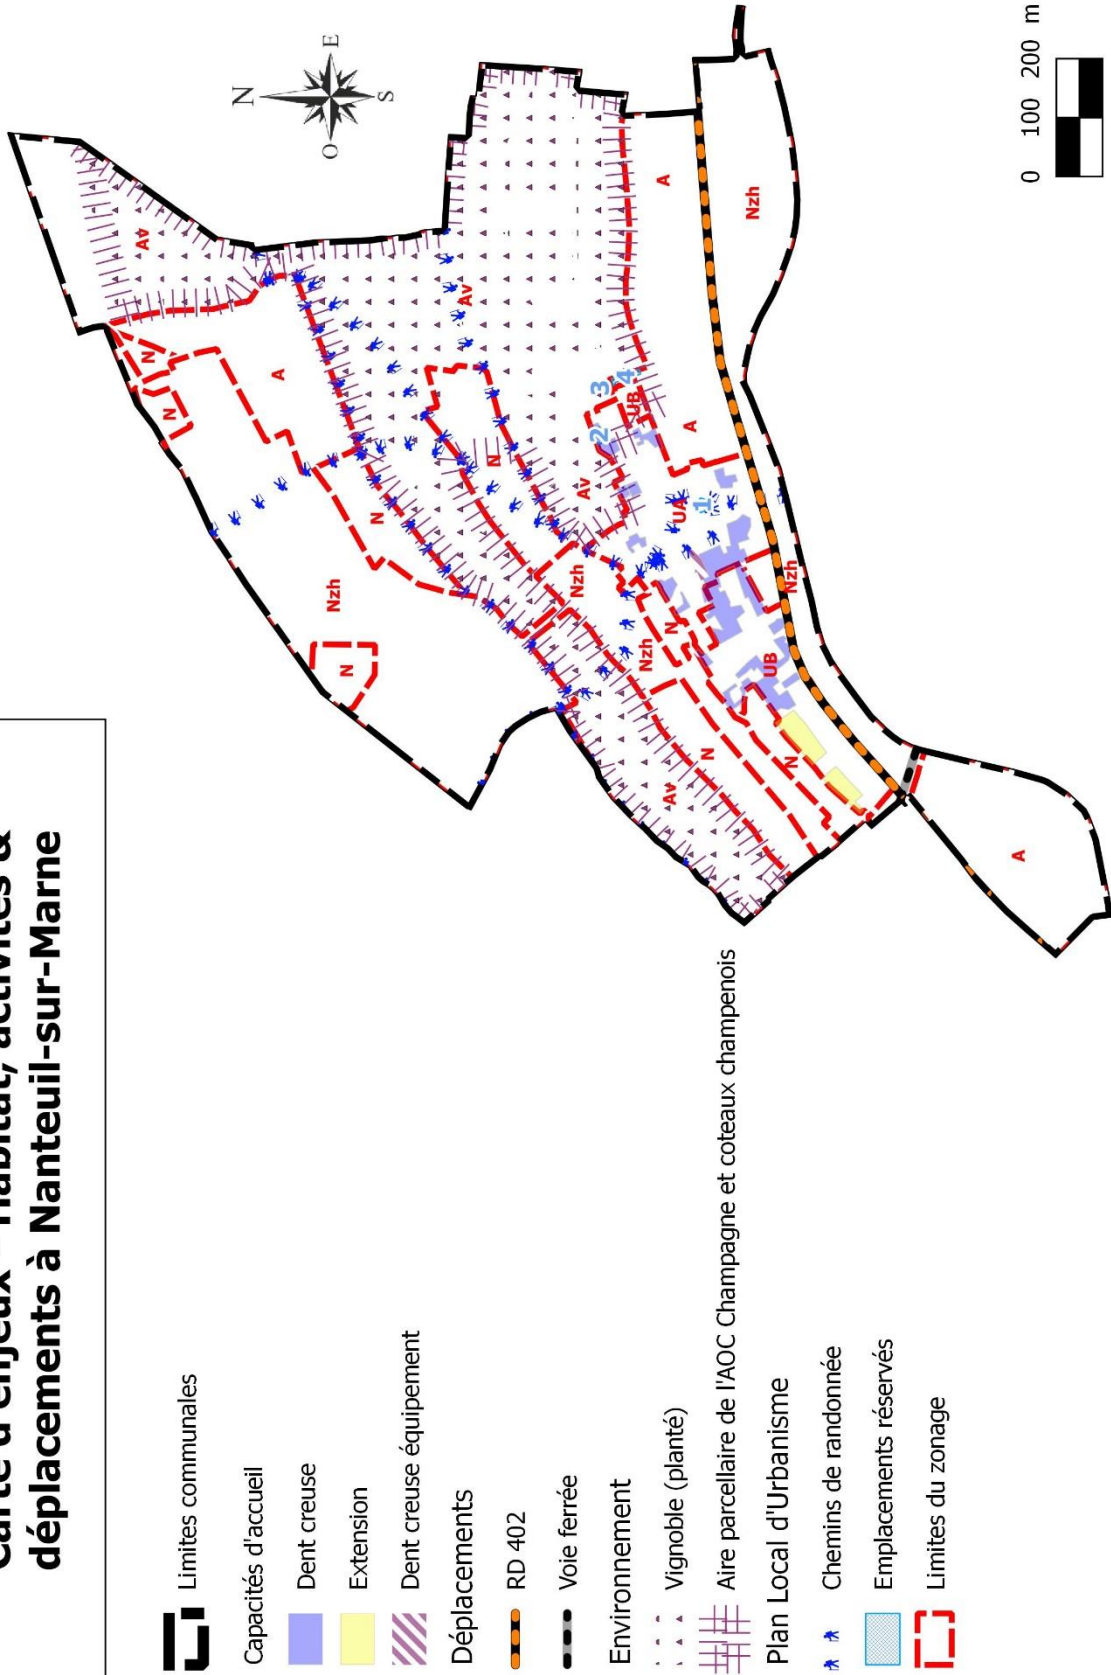 Carte d'enjeux - Habitat, activités &
déplacements à Nanteuil-sur-Marne
Limites communales
Capacités d'accueil
Dent creuse
Extension
Dent creuse équipement
Déplacements
RD 402
Voie ferrée
Environnement
Vignoble (planté)
Aire parcellaire de l'AOC Champagne et coteaux champenois
Plan Local d'Urbanisme
Chemins de randonnée
Emplacements réservés
Limites du zonage
N
O
E
S
Av
N
N
A
Nzh
N
N
Av
N
Av
Nzh
Nzh
N
Av
N
N
UA
UB
UB
A
A
Nzh
Nzh
A
1
2
3
4
0 100 200 m